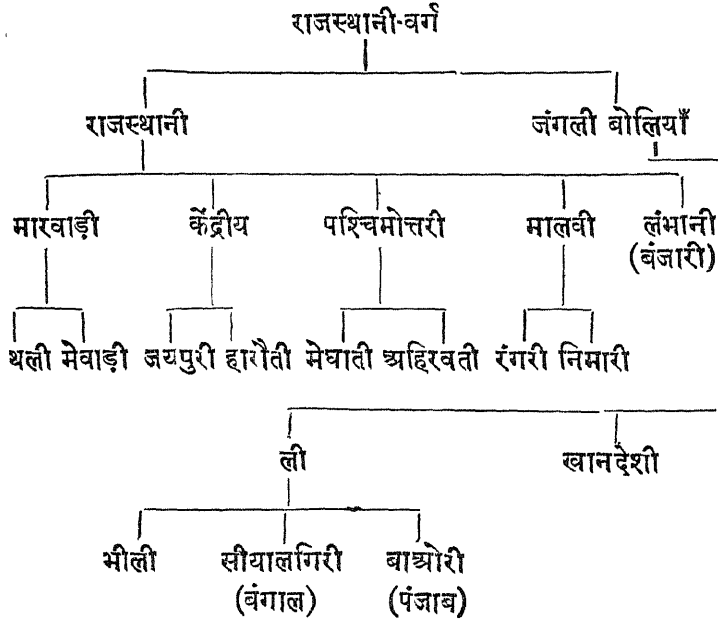 राजस्थानी-वर्ग
राजस्थानी जंगली बोलियाँ
मारवाड़ी केंद्रीय पश्चिमोत्तरी मालवी लंभानी
(बंजारी)
थली मेवाड़ी जयपुरी हारौती मेघाती अहिरवती रंगरी निमारी
ली खानदेशी
भीली सीयालगिरी बाओरी
(बंगाल) (पंजाब)